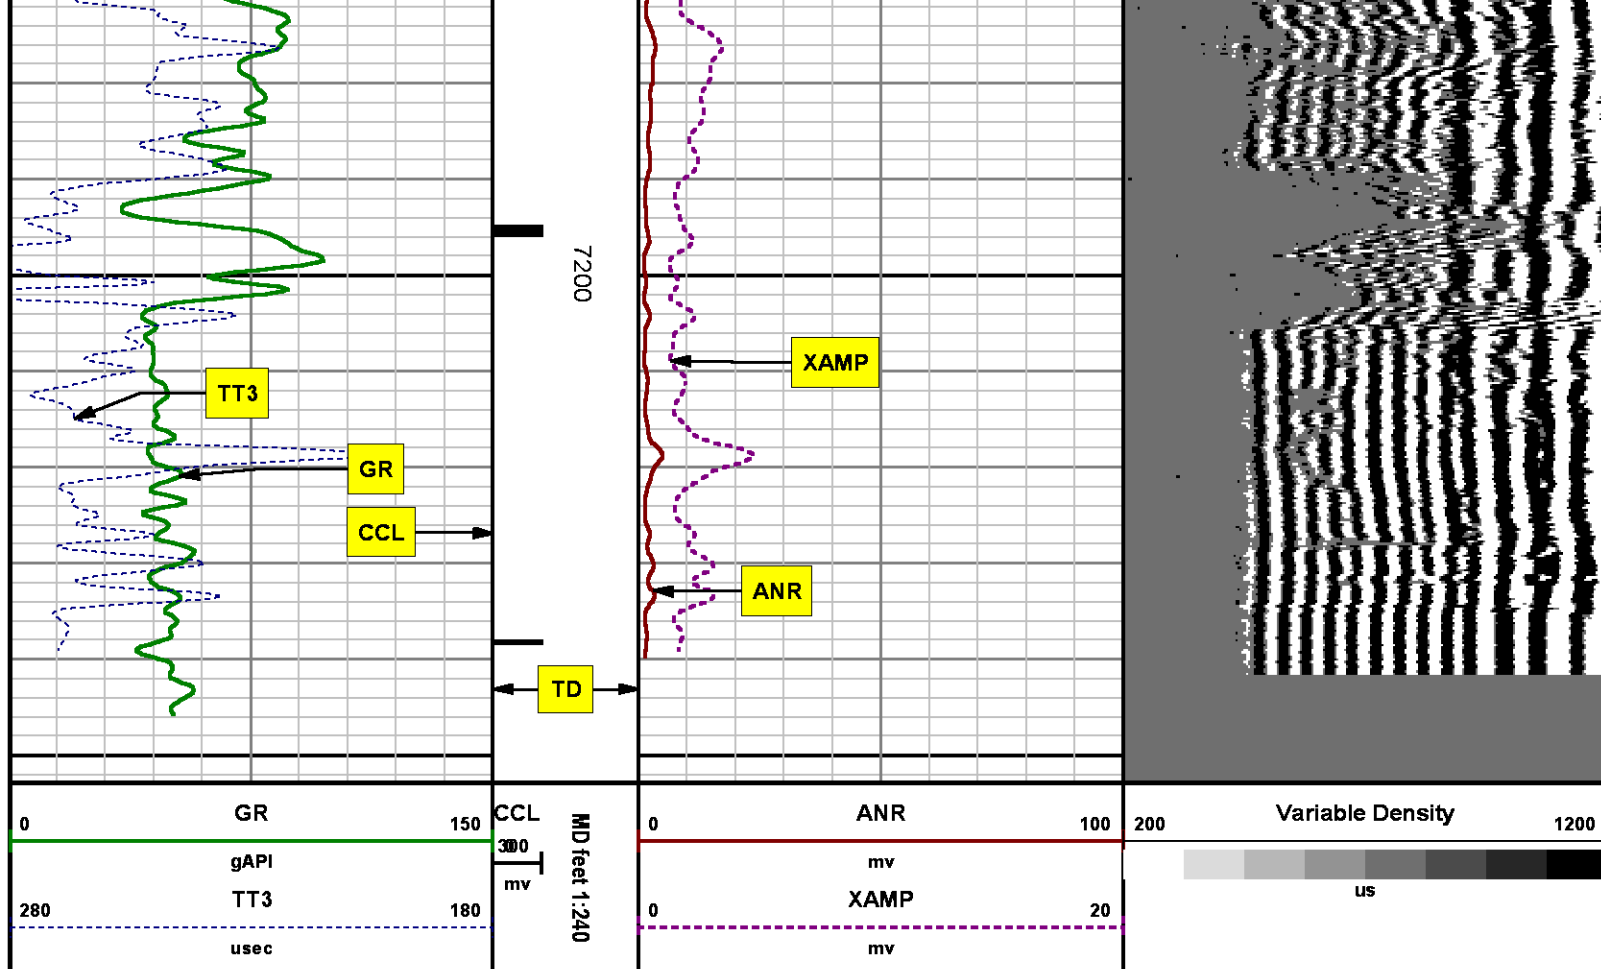 7200
XAMP
TT3
GR
CCL
ANR
TD
GR
0 150
gAPI
TT3
280 180
usec
CCL
mv
MD feet 1:240
ANR
0 100
mv
XAMP
0 20
mv
Variable Density
200 1200
us